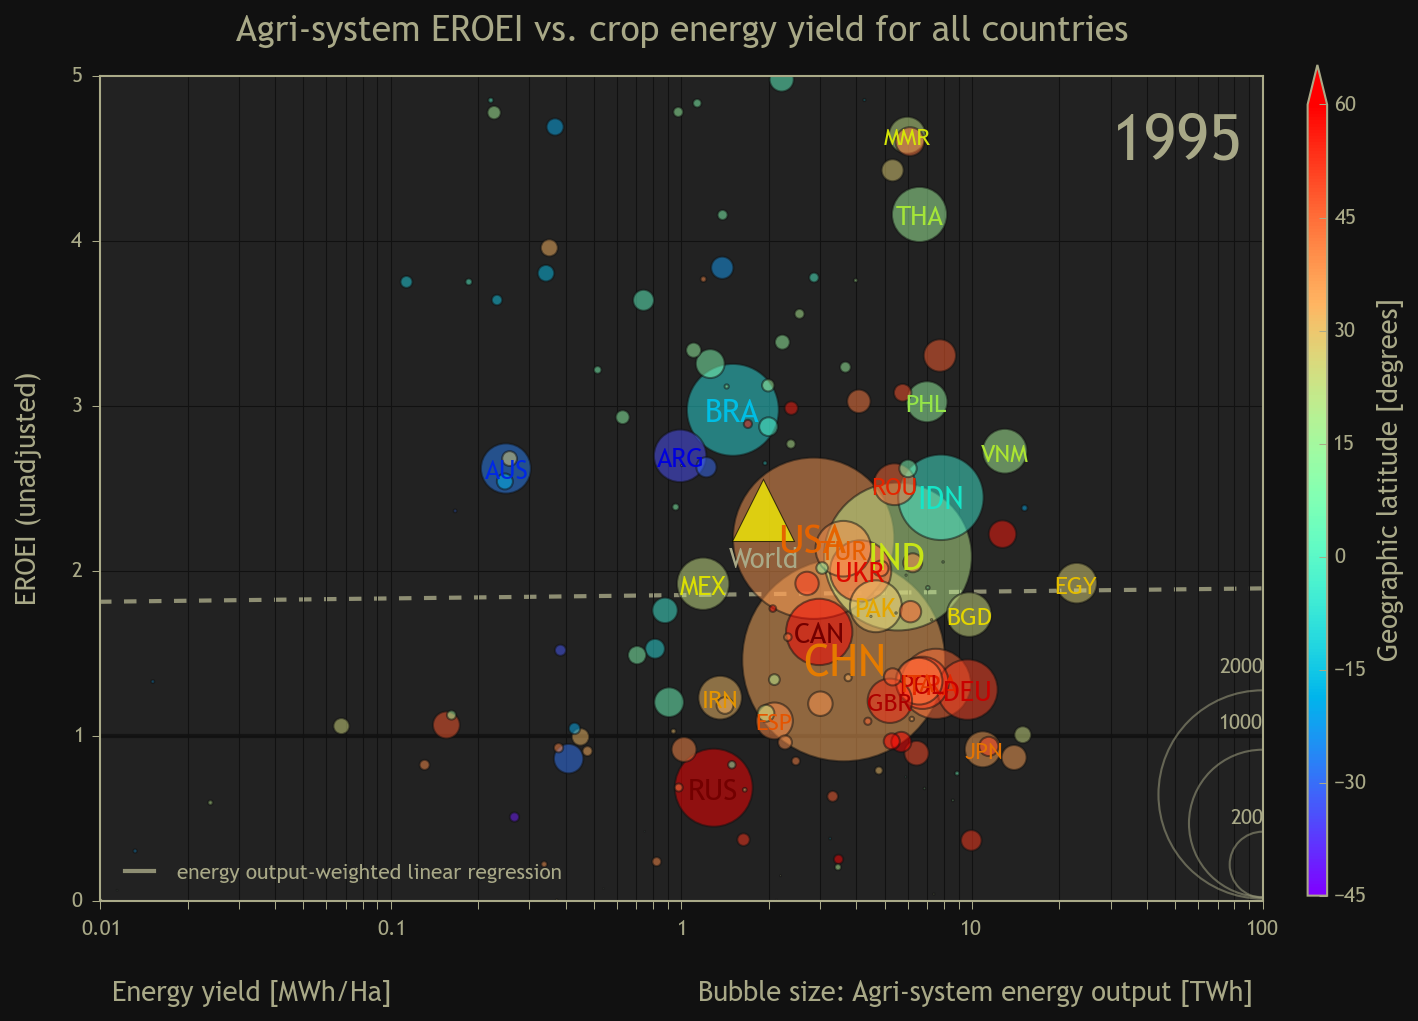 Agri-system EROEI vs. crop energy yield for all countries
1995
EROEI (unadjusted)
5
4
3
2
1
0
MMR
THA
PHL
VNM
BRA
ARG
AUS
ROU
IDN
USA
World
IND
UKR
MEX
PAK
EGY
BGD
CAN
CHN
IRN
ESP
GBR
DEU
JPN
RUS
2000
1000
200
energy output-weighted linear regression
0.01
0.1
1
10
100
Energy yield [MWh/Ha]
Bubble size: Agri-system energy output [TWh]
60
45
30
15
0
−15
−30
−45
Geographic latitude [degrees]